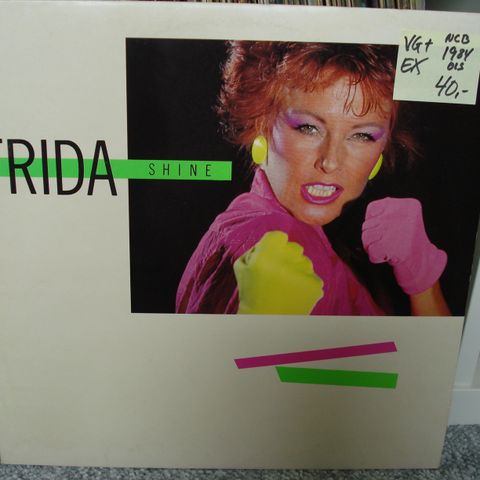 FRIDA
SHINE
VG+ NCB
EX 1984
OIS
40,-